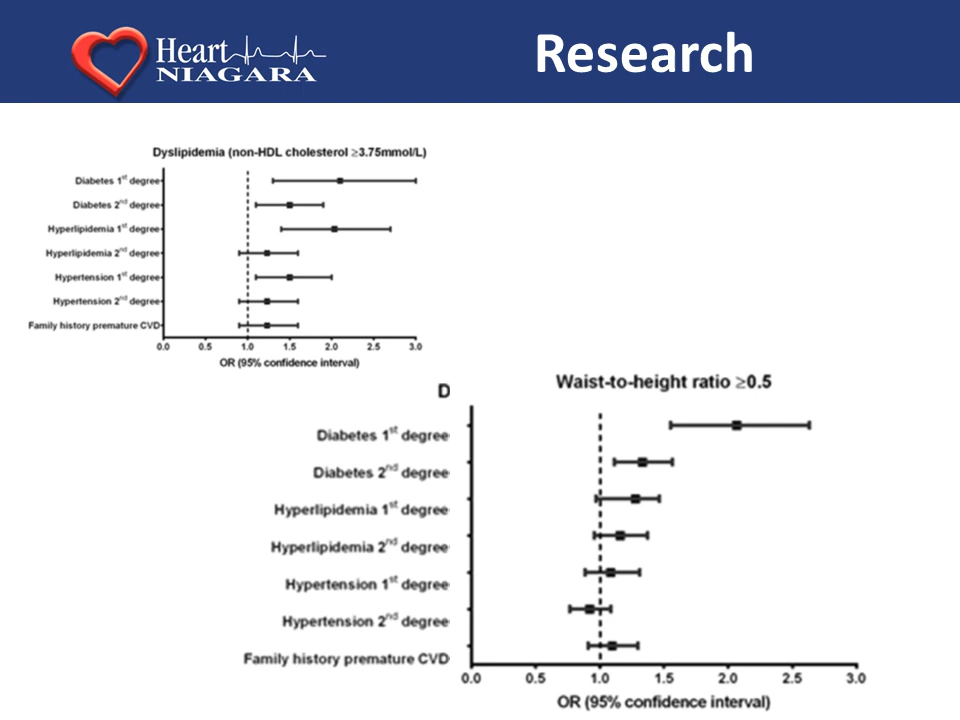 Heart
NIAGARA
Research
Dyslipidemia (non-HDL cholesterol ≥3.75mmol/L)
Diabetes 1st degree
Diabetes 2nd degree
Hyperlipidemia 1st degree
Hyperlipidemia 2nd degree
Hypertension 1st degree
Hypertension 2nd degree
Family history premature CVD
0.0 0.5 1.0 1.5 2.0 2.5 3.0
OR (95% confidence interval)
D
Waist-to-height ratio ≥0.5
Diabetes 1st degree
Diabetes 2nd degree
Hyperlipidemia 1st degree
Hyperlipidemia 2nd degree
Hypertension 1st degree
Hypertension 2nd degree
Family history premature CVD
0.0 0.5 1.0 1.5 2.0 2.5 3.0
OR (95% confidence interval)